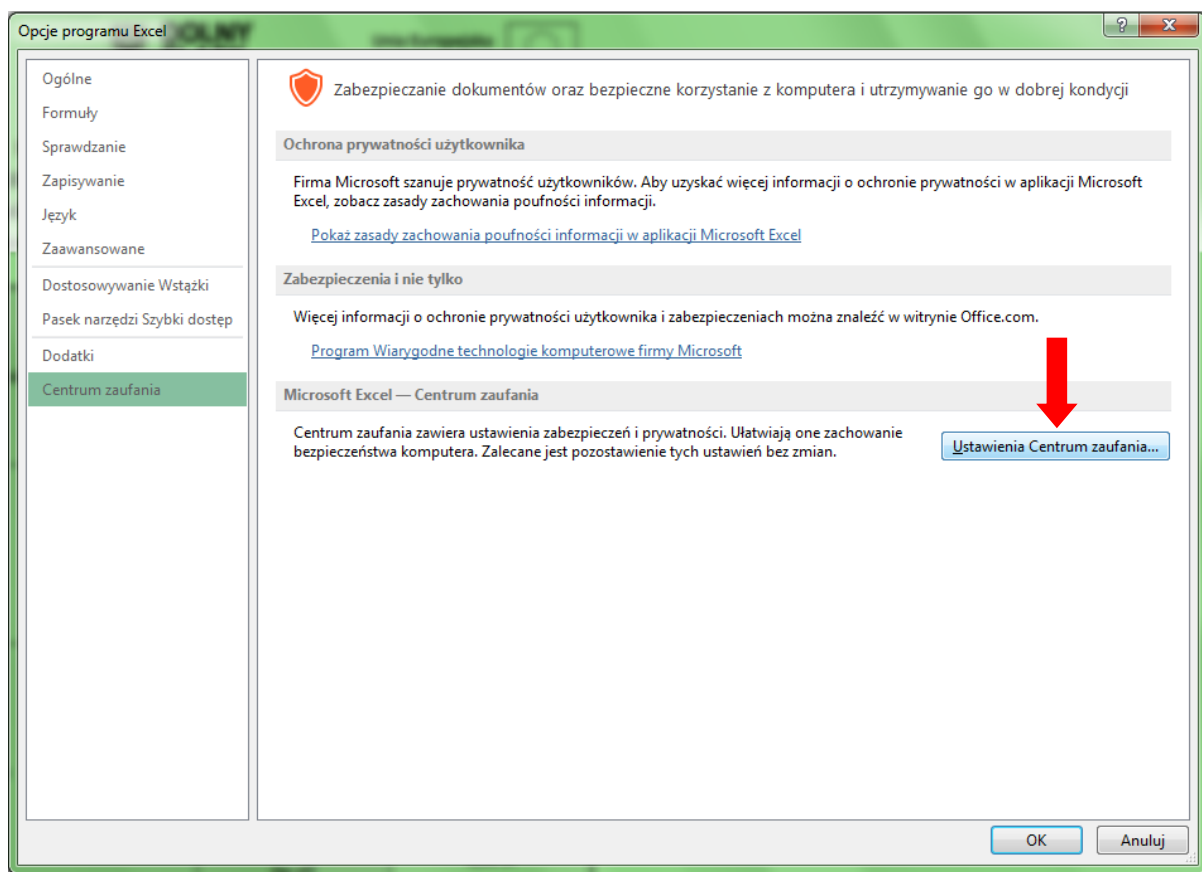 Opcje programu Excel
Ogólne
Formuły
Sprawdzanie
Zapisywanie
Język
Zaawansowane
Dostosowywanie Wstążki
Pasek narzędzi Szybki dostęp
Dodatki
Centrum zaufania
Zabezpieczanie dokumentów oraz bezpieczne korzystanie z komputera i utrzymywanie go w dobrej kondycji
Ochrona prywatności użytkownika
Firma Microsoft szanuje prywatność użytkowników. Aby uzyskać więcej informacji o ochronie prywatności w aplikacji Microsoft
Excel, zobacz zasady zachowania poufności informacji.
Pokaż zasady zachowania poufności informacji w aplikacji Microsoft Excel
Zabezpieczenia i nie tylko
Więcej informacji o ochronie prywatności użytkownika i zabezpieczeniach można znaleźć w witrynie Office.com.
Program Wiarygodne technologie komputerowe firmy Microsoft
Microsoft Excel — Centrum zaufania
Centrum zaufania zawiera ustawienia zabezpieczeń i prywatności. Ułatwiają one zachowanie
bezpieczeństwa komputera. Zalecane jest pozostawienie tych ustawień bez zmian.
Ustawienia Centrum zaufania...
OK
Anuluj